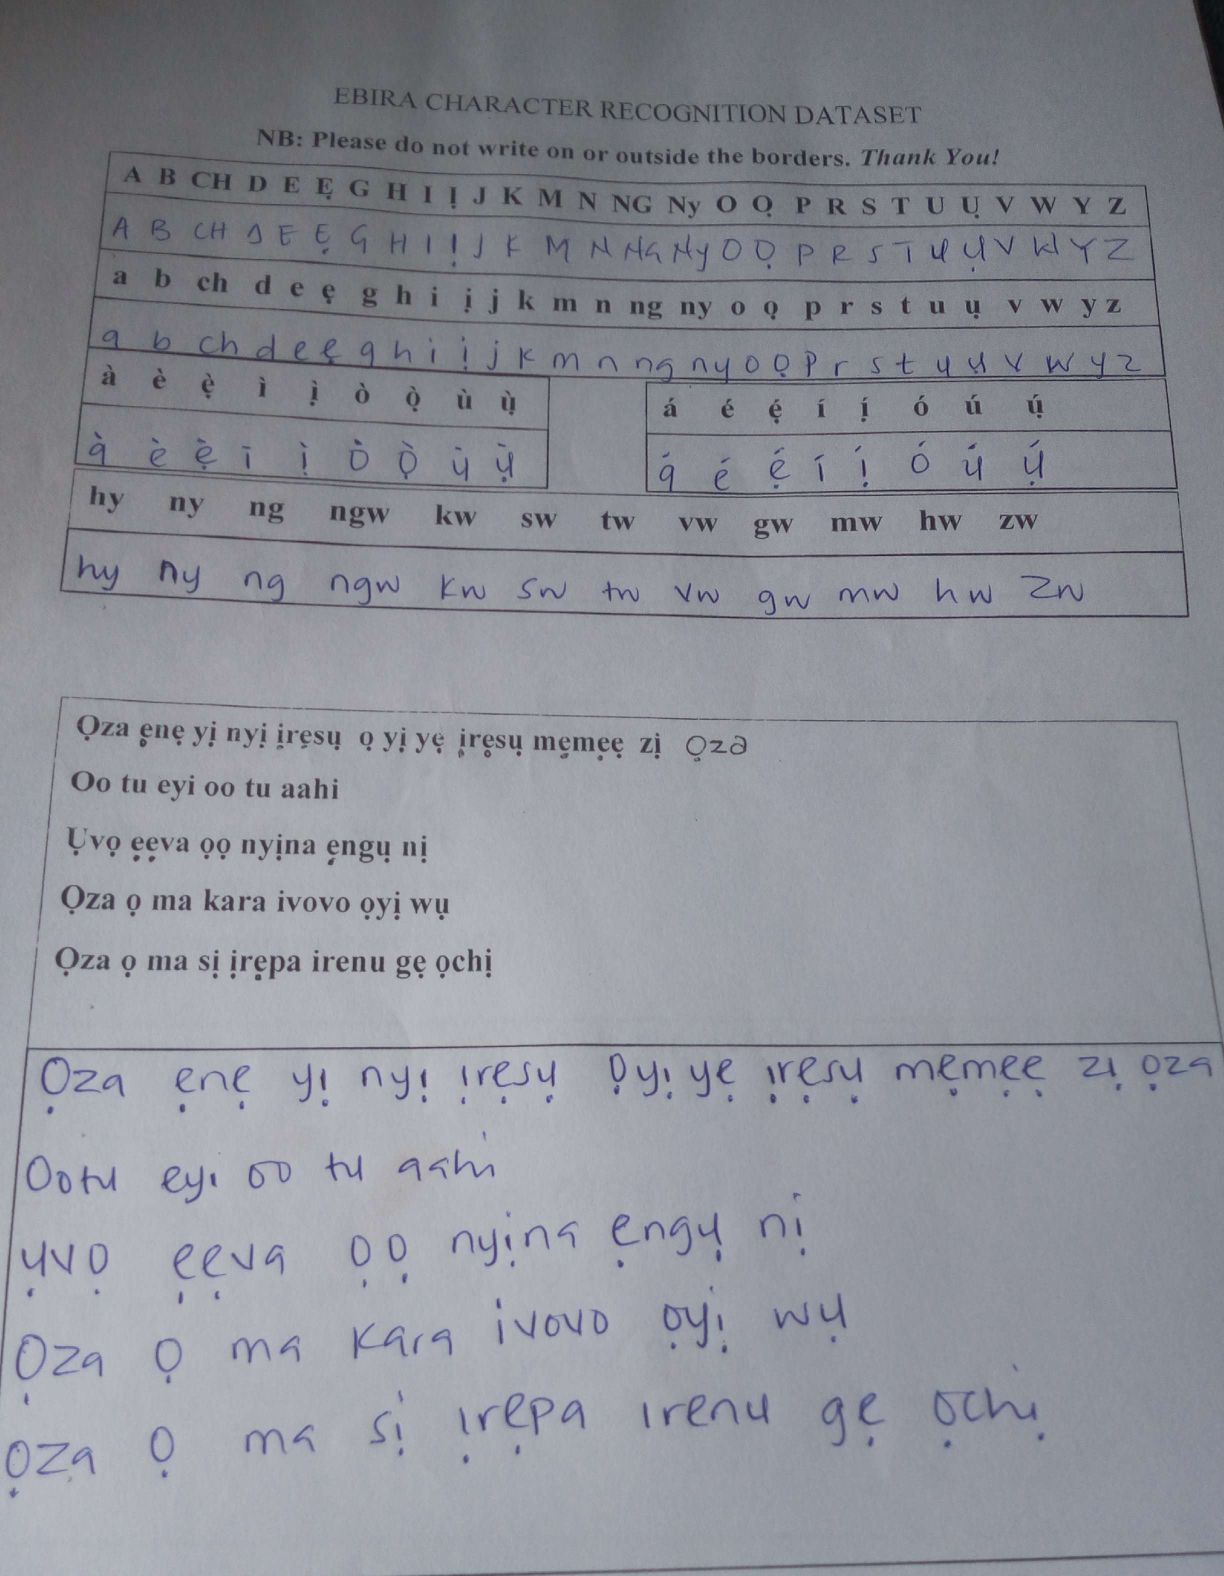 EBIRA CHARACTER RECOGNITION DATASET
NB: Please do not write on or outside the borders. Thank You!
A B CH D E Ẹ G H I Ị J K M N NG Ny O Ọ P R S T U Ụ V W Y Z
A B CH D E Ẹ G H I Ị J K M N NG Ny O Ọ P R S T U Ụ V W Y Z
a b ch d e ẹ g h i ị j k m n ng ny o ọ p r s t u ụ v w y z
a b ch d e ẹ g h i ị j k m n ng ny o ọ p r s t u ụ v w y z
à è ẹ̀ ì ị̀ ò ọ̀ ù ụ̀ á é ẹ́ í ị́ ó ú ụ́
à è ẹ̀ ī ị̀ ò ọ̀ ù ụ̀ á é ẹ́ í ị́ ó ú ụ́
hy ny ng ngw kw sw tw vw gw mw hw zw
hy ny ng ngw kw sw tw vw gw mw hw zw
Ọza ẹnẹ yị nyị ịrẹsụ ọ yị yẹ ịrẹsụ mẹmẹẹ zị ọza
Oo tu eyi oo tu aahi
Ụvọ ẹẹva ọọ nyịna ẹngụ nị
Ọza ọ ma kara ivovo ọyị wụ
Ọza ọ ma sị ịrẹpa irenu gẹ ọchị
Ọza ẹnẹ yị nyị ịrẹsụ ọyị yẹ ịrẹsụ mẹmẹẹ zị ọza
Ootu eyi oo tu aahi
Ụvọ ẹẹva ọọ nyịna ẹngụ nị
Ọza ọ ma kara ivovo ọyị wụ
Ọza ọ ma sị ịrẹpa irenu gẹ ọchị